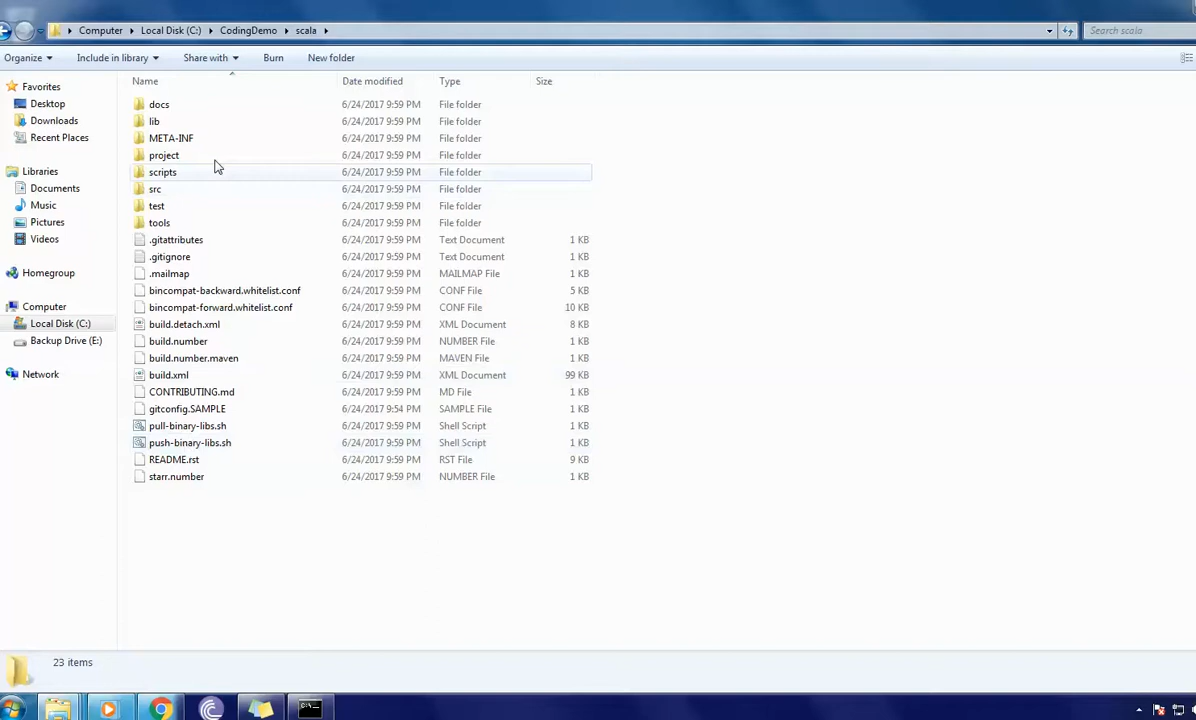 Computer Local Disk (C:) CodingDemo scala Search scala
Organize Include in library Share with Burn New folder
Name Date modified Type Size
Favorites
Desktop
Downloads
Recent Places
Libraries
Documents
Music
Pictures
Videos
Homegroup
Computer
Local Disk (C:)
Backup Drive (E:)
Network
docs 6/24/2017 9:59 PM File folder
lib 6/24/2017 9:59 PM File folder
META-INF 6/24/2017 9:59 PM File folder
project 6/24/2017 9:59 PM File folder
scripts 6/24/2017 9:59 PM File folder
src 6/24/2017 9:59 PM File folder
test 6/24/2017 9:59 PM File folder
tools 6/24/2017 9:59 PM File folder
.gitattributes 6/24/2017 9:59 PM Text Document 1 KB
.gitignore 6/24/2017 9:59 PM Text Document 1 KB
.mailmap 6/24/2017 9:59 PM MAILMAP File 1 KB
bincompat-backward.whitelist.conf 6/24/2017 9:59 PM CONF File 5 KB
bincompat-forward.whitelist.conf 6/24/2017 9:59 PM CONF File 10 KB
build.detach.xml 6/24/2017 9:59 PM XML Document 8 KB
build.number 6/24/2017 9:59 PM NUMBER File 1 KB
build.number.maven 6/24/2017 9:59 PM MAVEN File 1 KB
build.xml 6/24/2017 9:59 PM XML Document 99 KB
CONTRIBUTING.md 6/24/2017 9:59 PM MD File 1 KB
gitconfig.SAMPLE 6/24/2017 9:54 PM SAMPLE File 1 KB
pull-binary-libs.sh 6/24/2017 9:59 PM Shell Script 1 KB
push-binary-libs.sh 6/24/2017 9:59 PM Shell Script 1 KB
README.rst 6/24/2017 9:59 PM RST File 9 KB
starr.number 6/24/2017 9:59 PM NUMBER File 1 KB
23 items